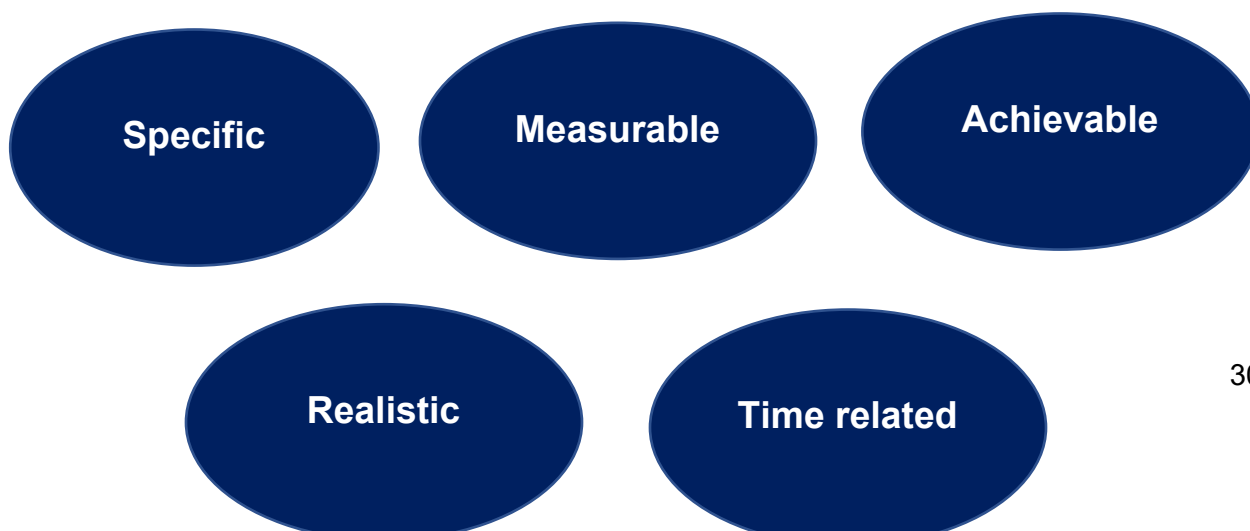 Specific
Measurable
Achievable
Realistic
Time related